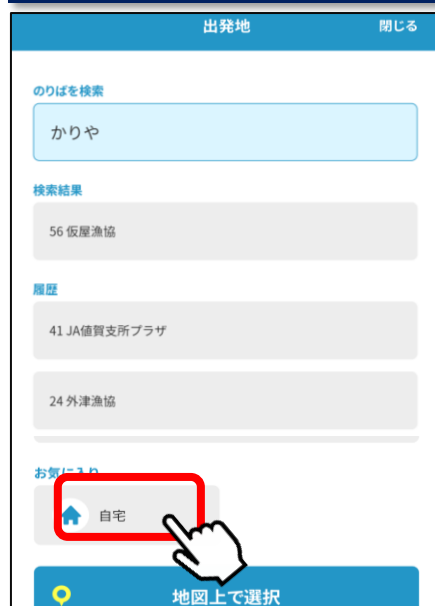 出発地
閉じる
のりばを検索
かりや
検索結果
56 仮屋漁協
履歴
41 JA値賀支所プラザ
24 外津漁協
お気に入り
自宅
地図上で選択